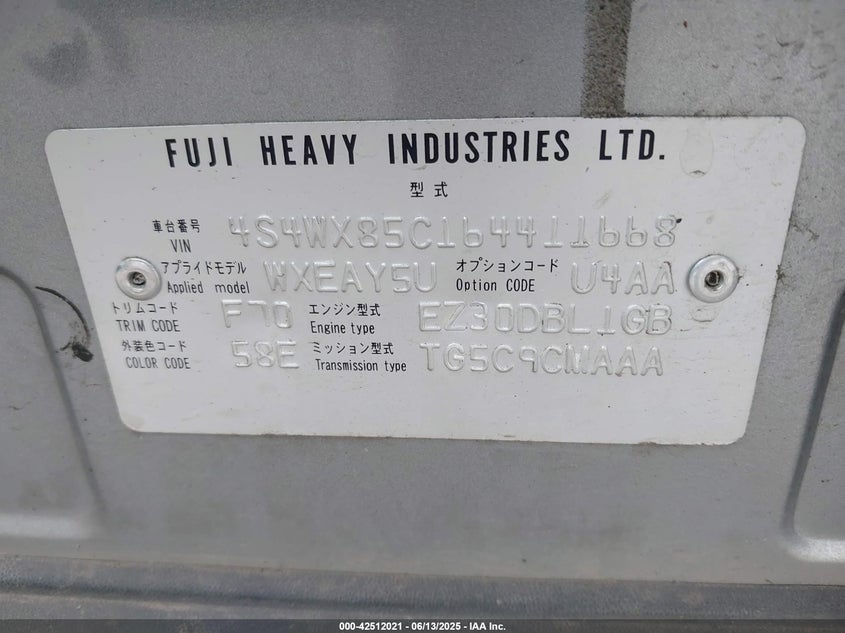 FUJI HEAVY INDUSTRIES LTD.
型式
車台番号
VIN 4S4WX85C164411668
アプライドモデル オプションコード
Applied model WXEAY5U Option CODE U4AA
トリムコード エンジン型式
TRIM CODE F70 Engine type EZ30DBL1GB
外装色コード ミッション型式
COLOR CODE 58E Transmission type TG5C9CMAAA
000-42512021 - 06/13/2025 - IAA Inc.